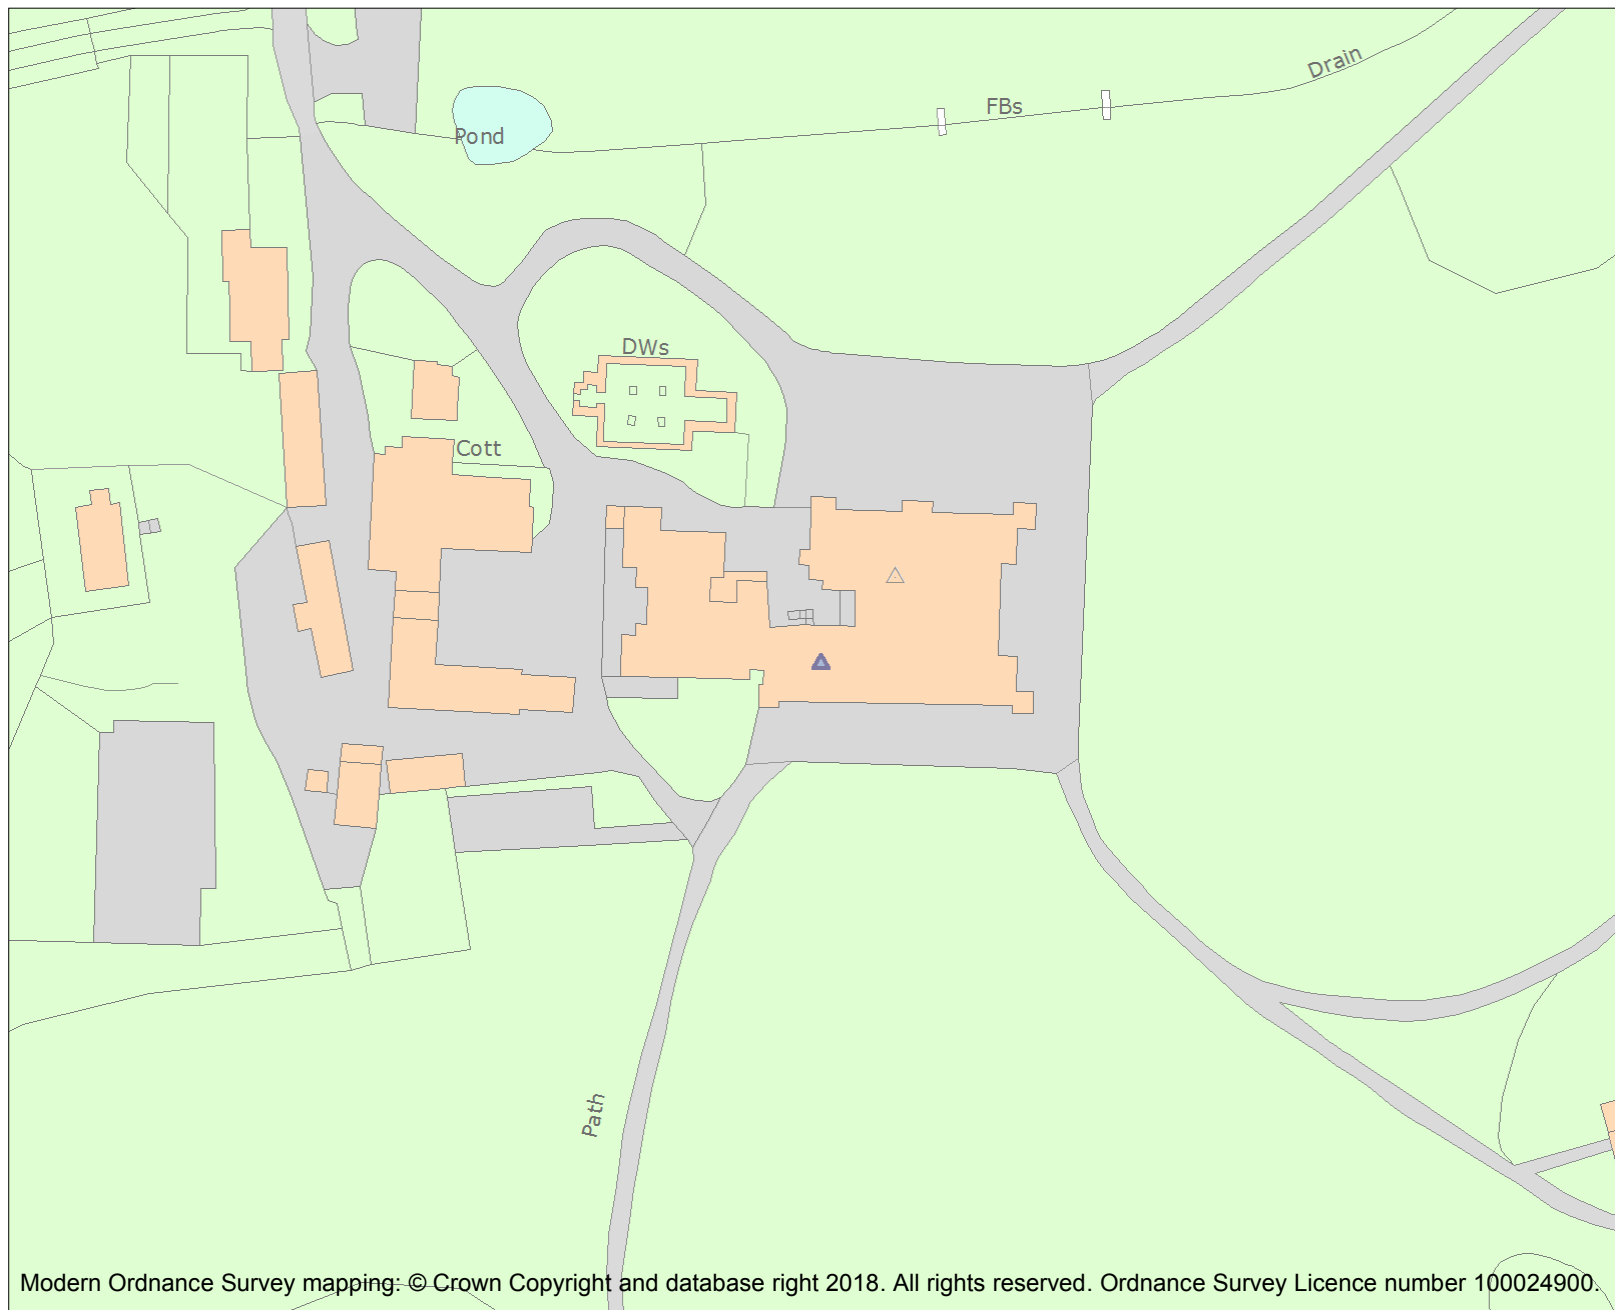 Drain
FBs
Pond
DWs
Cott
Path
Modern Ordnance Survey mapping: © Crown Copyright and database right 2018. All rights reserved. Ordnance Survey Licence number 100024900.